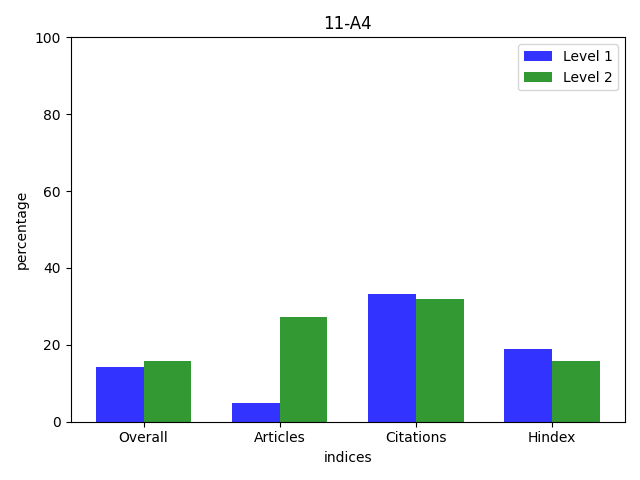 11-A4
Level 1
Level 2
percentage
100
80
60
40
20
0
Overall Articles Citations Hindex
indices